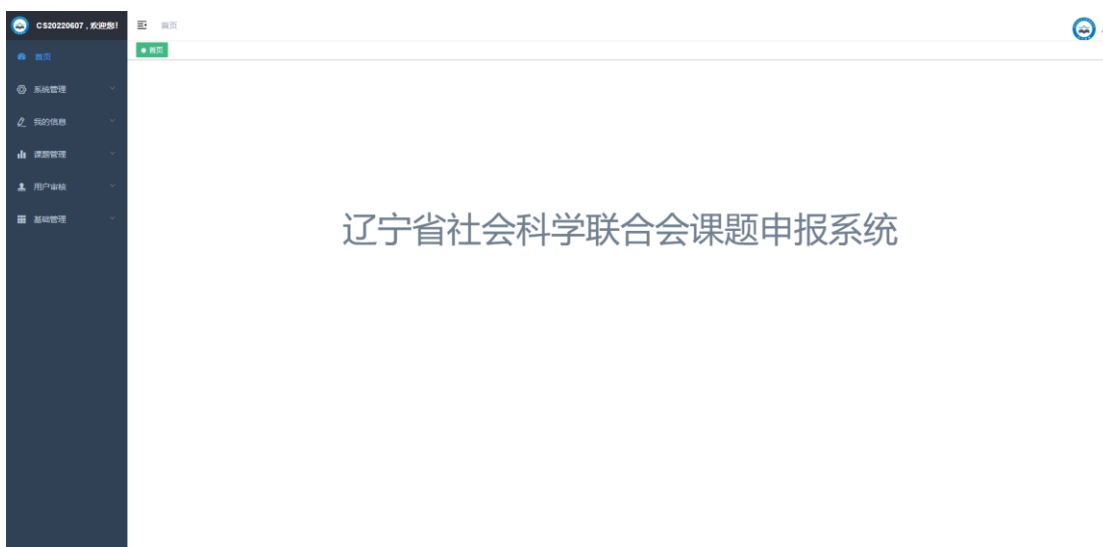 CS20220607，欢迎您!
首页
首页
首页
系统管理
我的信息
课题管理
用户审核
基础管理
辽宁省社会科学联合会课题申报系统